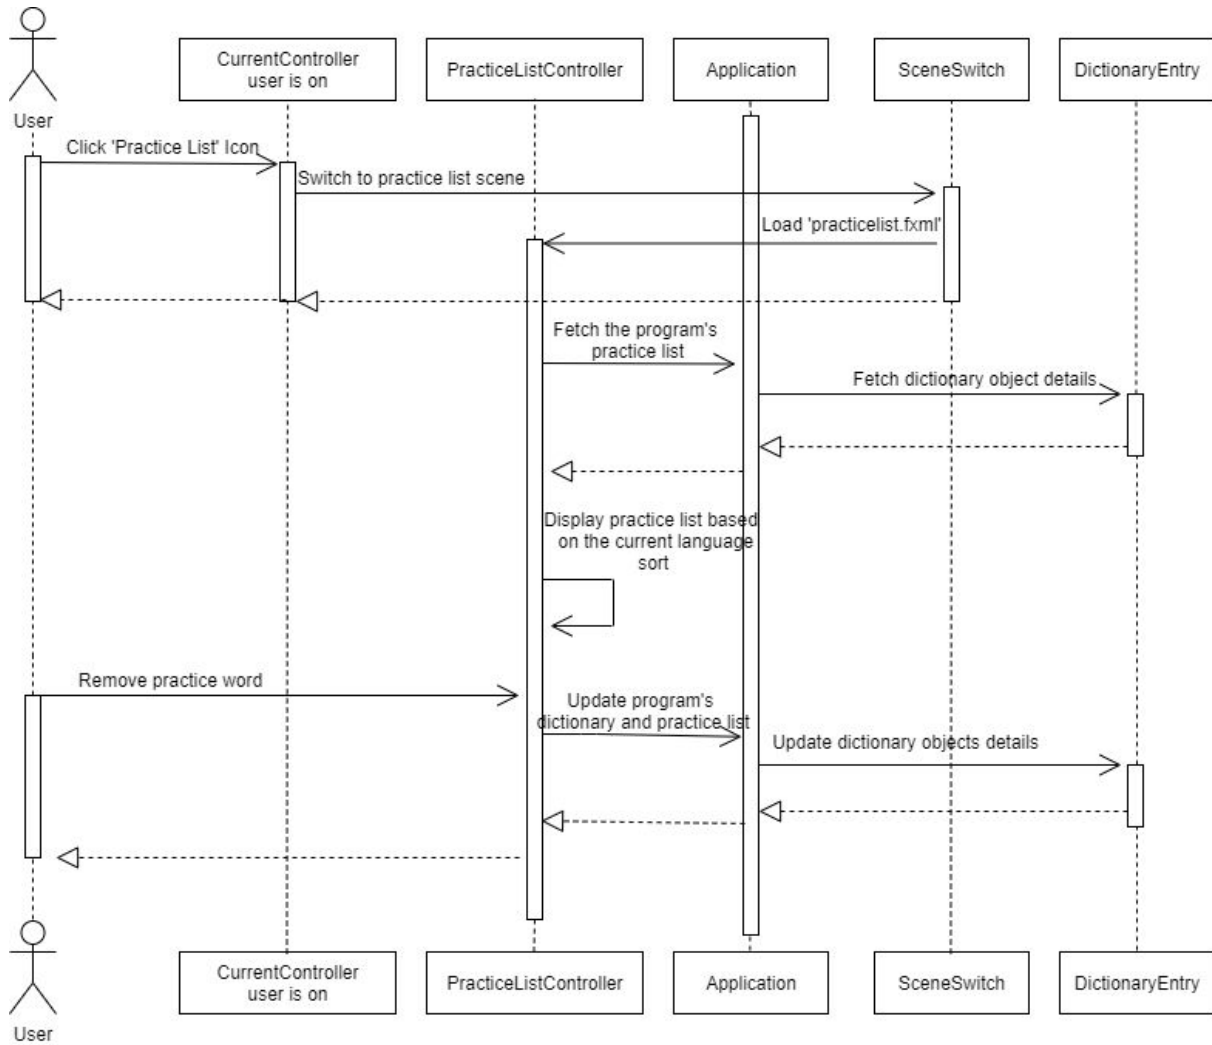 CurrentController
user is on
PracticeListController
Application
SceneSwitch
DictionaryEntry
User
Click 'Practice List' Icon
Switch to practice list scene
Load 'practicelist.fxml'
Fetch the program's
practice list
Fetch dictionary object details
Display practice list based
on the current language
sort
Remove practice word
Update program's
dictionary and practice list
Update dictionary objects details
CurrentController
user is on
PracticeListController
Application
SceneSwitch
DictionaryEntry
User